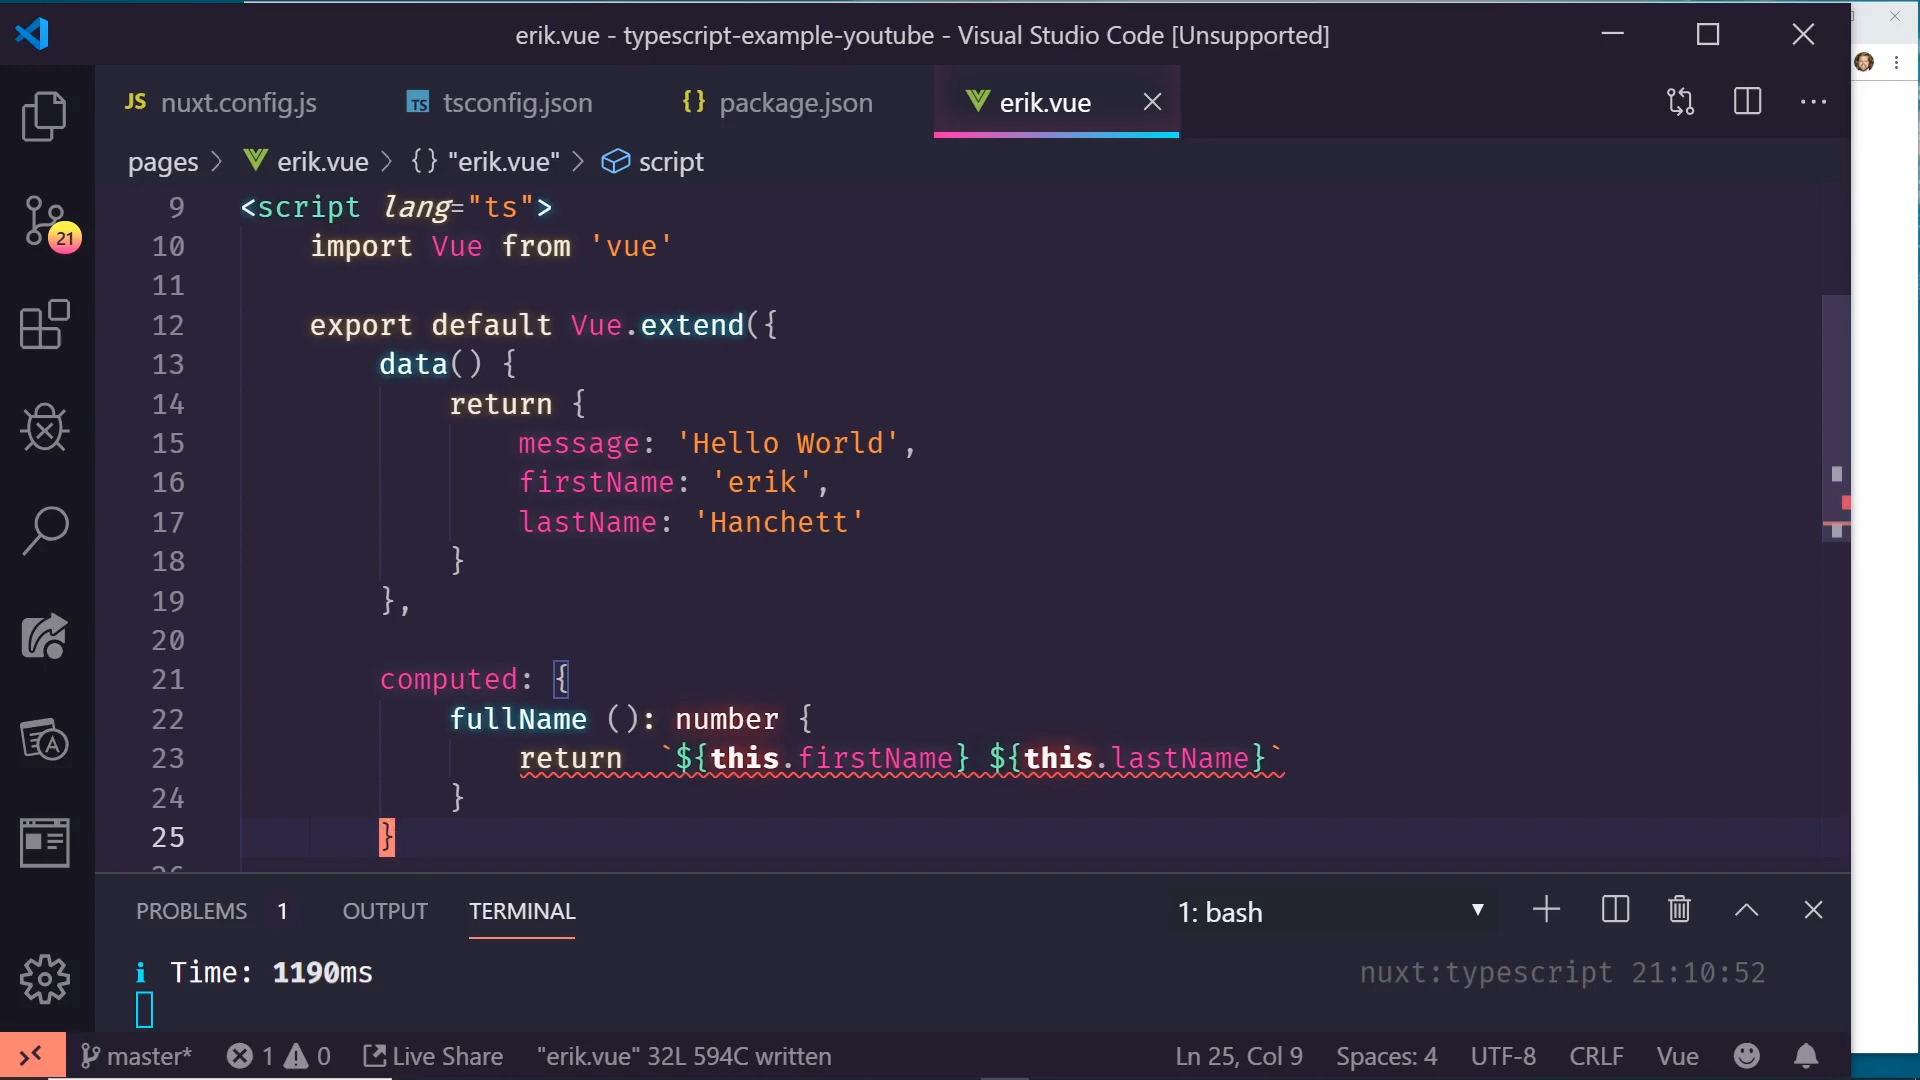 erik.vue - typescript-example-youtube - Visual Studio Code [Unsupported]
JS nuxt.config.js TS tsconfig.json {} package.json erik.vue
pages > erik.vue > {} "erik.vue" > script
21
9 <script lang="ts">
10 import Vue from 'vue'
11
12 export default Vue.extend({
13 data() {
14 return {
15 message: 'Hello World',
16 firstName: 'erik',
17 lastName: 'Hanchett'
18 }
19 },
20
21 computed: {
22 fullName (): number {
23 return `${this.firstName} ${this.lastName}`
24 }
25 }
26
PROBLEMS 1 OUTPUT TERMINAL 1: bash
i Time: 1190ms nuxt:typescript 21:10:52
master* 1 0 Live Share "erik.vue" 32L 594C written Ln 25, Col 9 Spaces: 4 UTF-8 CRLF Vue